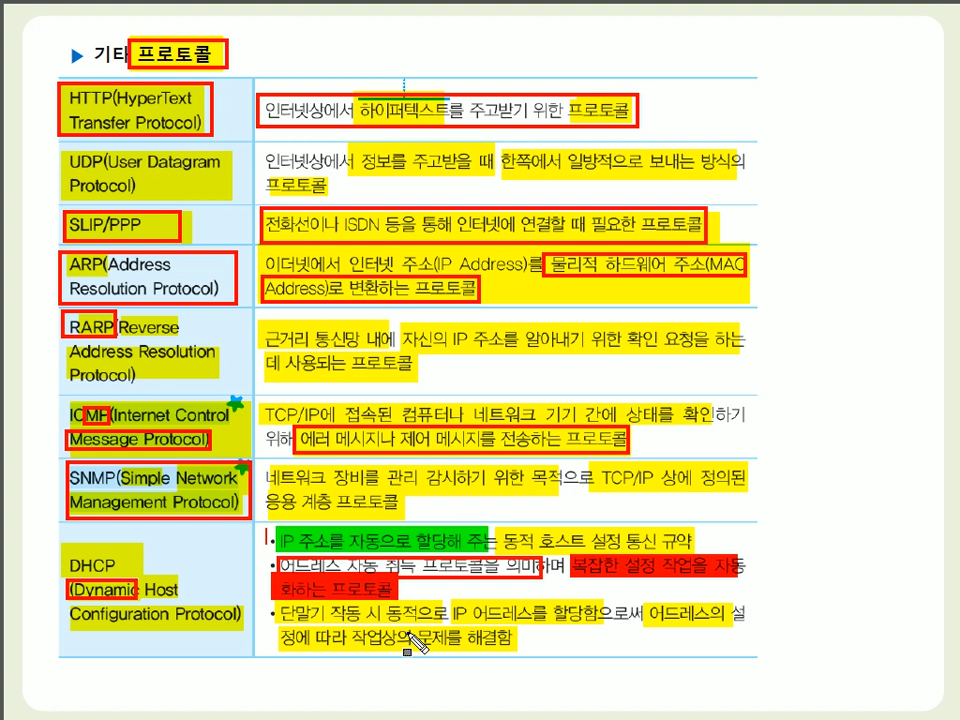 ▶ 기타 프로토콜
HTTP(HyperText
Transfer Protocol)
인터넷상에서 하이퍼텍스트를 주고받기 위한 프로토콜
UDP(User Datagram
Protocol)
인터넷상에서 정보를 주고받을 때 한쪽에서 일방적으로 보내는 방식의
프로토콜
SLIP/PPP
전화선이나 ISDN 등을 통해 인터넷에 연결할 때 필요한 프로토콜
ARP(Address
Resolution Protocol)
이더넷에서 인터넷 주소(IP Address)를 물리적 하드웨어 주소(MAC
Address)로 변환하는 프로토콜
RARP(Reverse
Address Resolution
Protocol)
근거리 통신망 내에 자신의 IP 주소를 알아내기 위한 확인 요청을 하는
데 사용되는 프로토콜
ICMP(Internet Control
Message Protocol)
TCP/IP에 접속된 컴퓨터나 네트워크 기기 간에 상태를 확인하기
위해 에러 메시지나 제어 메시지를 전송하는 프로토콜
SNMP(Simple Network
Management Protocol)
네트워크 장비를 관리 감시하기 위한 목적으로 TCP/IP 상에 정의된
응용 계층 프로토콜
DHCP
(Dynamic Host
Configuration Protocol)
• IP 주소를 자동으로 할당해 주는 동적 호스트 설정 통신 규약
• 어드레스 자동 취득 프로토콜을 의미하며 복잡한 설정 작업을 자동
화하는 프로토콜
• 단말기 작동 시 동적으로 IP 어드레스를 할당함으로써 어드레스의 설
정에 따라 작업상의 문제를 해결함